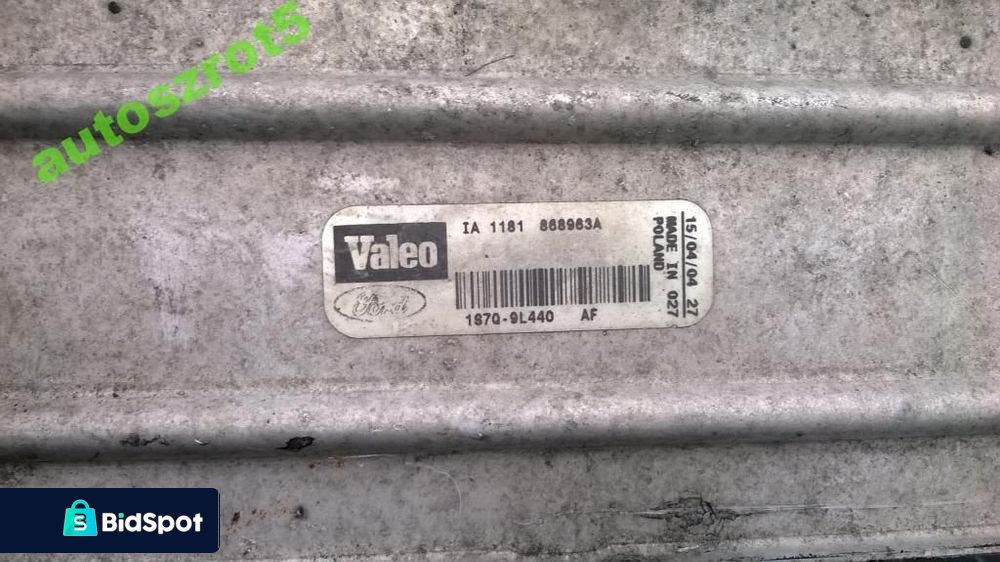 autoszrot5
IA 1181 868963A
Valeo
Ford
1S7Q-9L440 AF
15/04/04 27
MADE IN 027
POLAND
BidSpot